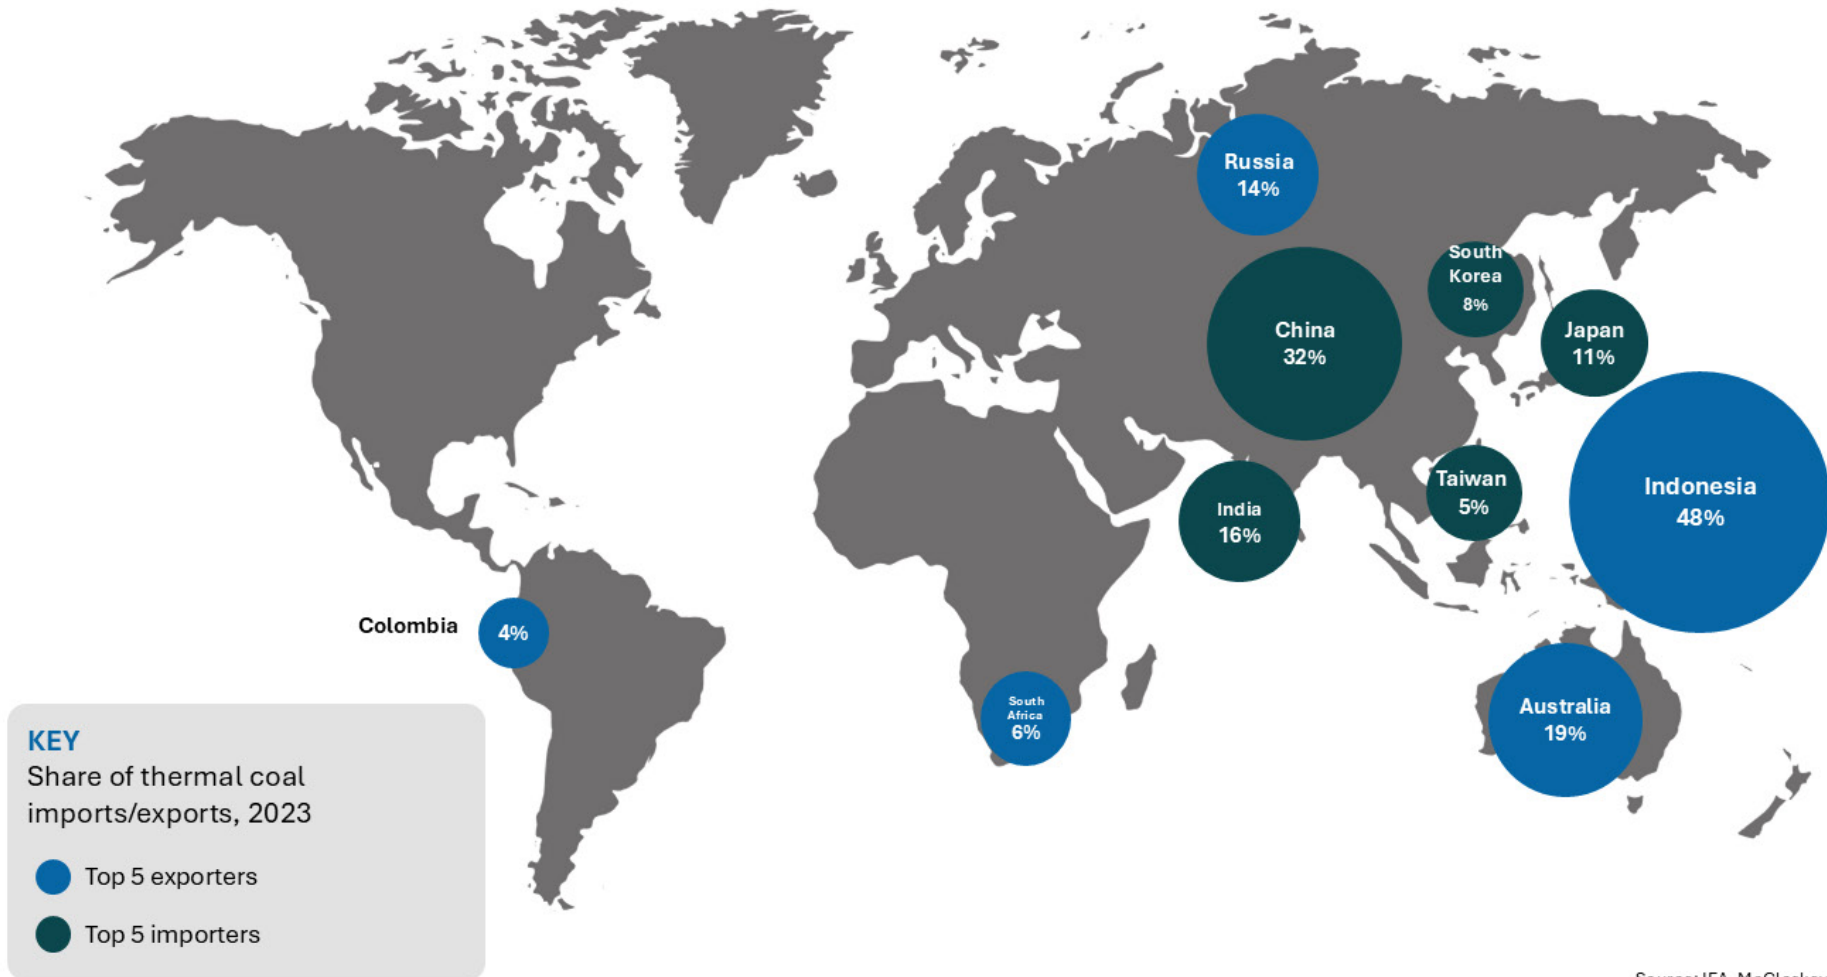 Russia
14%
South
Korea
8%
China
32%
Japan
11%
Taiwan
5%
Indonesia
48%
India
16%
Colombia
4%
South
Africa
6%
Australia
19%
KEY
Share of thermal coal
imports/exports, 2023
Top 5 exporters
Top 5 importers